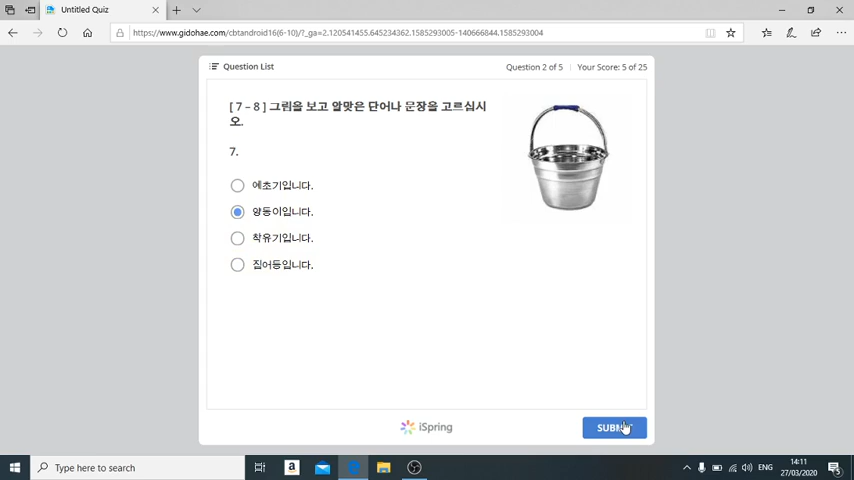 Untitled Quiz
https://www.gidohae.com/cbtandroid16(6-10)/?_ga=2.120541455.645234362.1585293005-140666844.1585293004
Question List
Question 2 of 5 | Your Score: 5 of 25
[ 7 – 8 ] 그림을 보고 알맞은 단어나 문장을 고르십시
오.
7.
예초기입니다.
양동이입니다.
착유기입니다.
집어등입니다.
iSpring
SUBMIT
Type here to search
a
ENG
14:11
27/03/2020
5